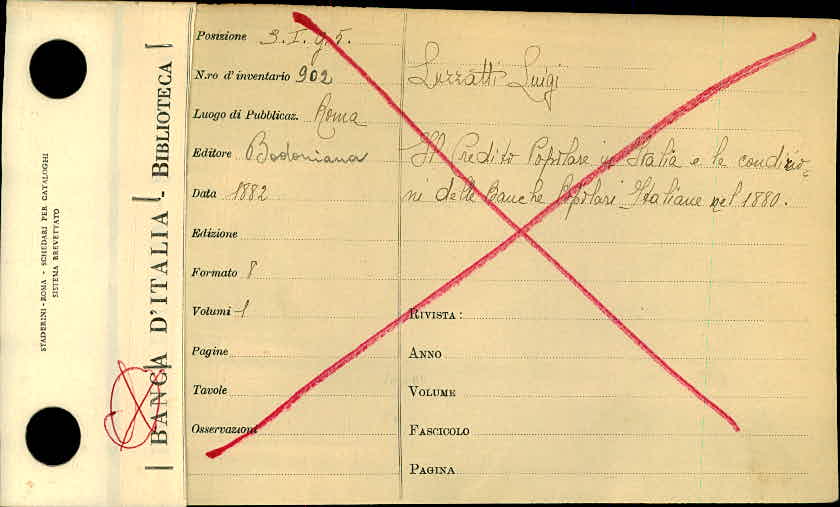 STADERINI - ROMA - SCHEDARI PER CATALOGHI
SISTEMA BREVETTATO
BANCA D'ITALIA - BIBLIOTECA
Posizione 3. I. y. 5.
N.ro d'inventario 902
Luogo di Pubblicaz. Roma
Editore Bodoniana
Data 1882
Edizione
Formato 8
Volumi 1
Pagine
Tavole
Osservazioni
Luzzatti Luigi
Il Credito Popolare in Italia e le condizio-
ni delle Banche Popolari Italiane nel 1880.
RIVISTA:
ANNO
VOLUME
FASCICOLO
PAGINA